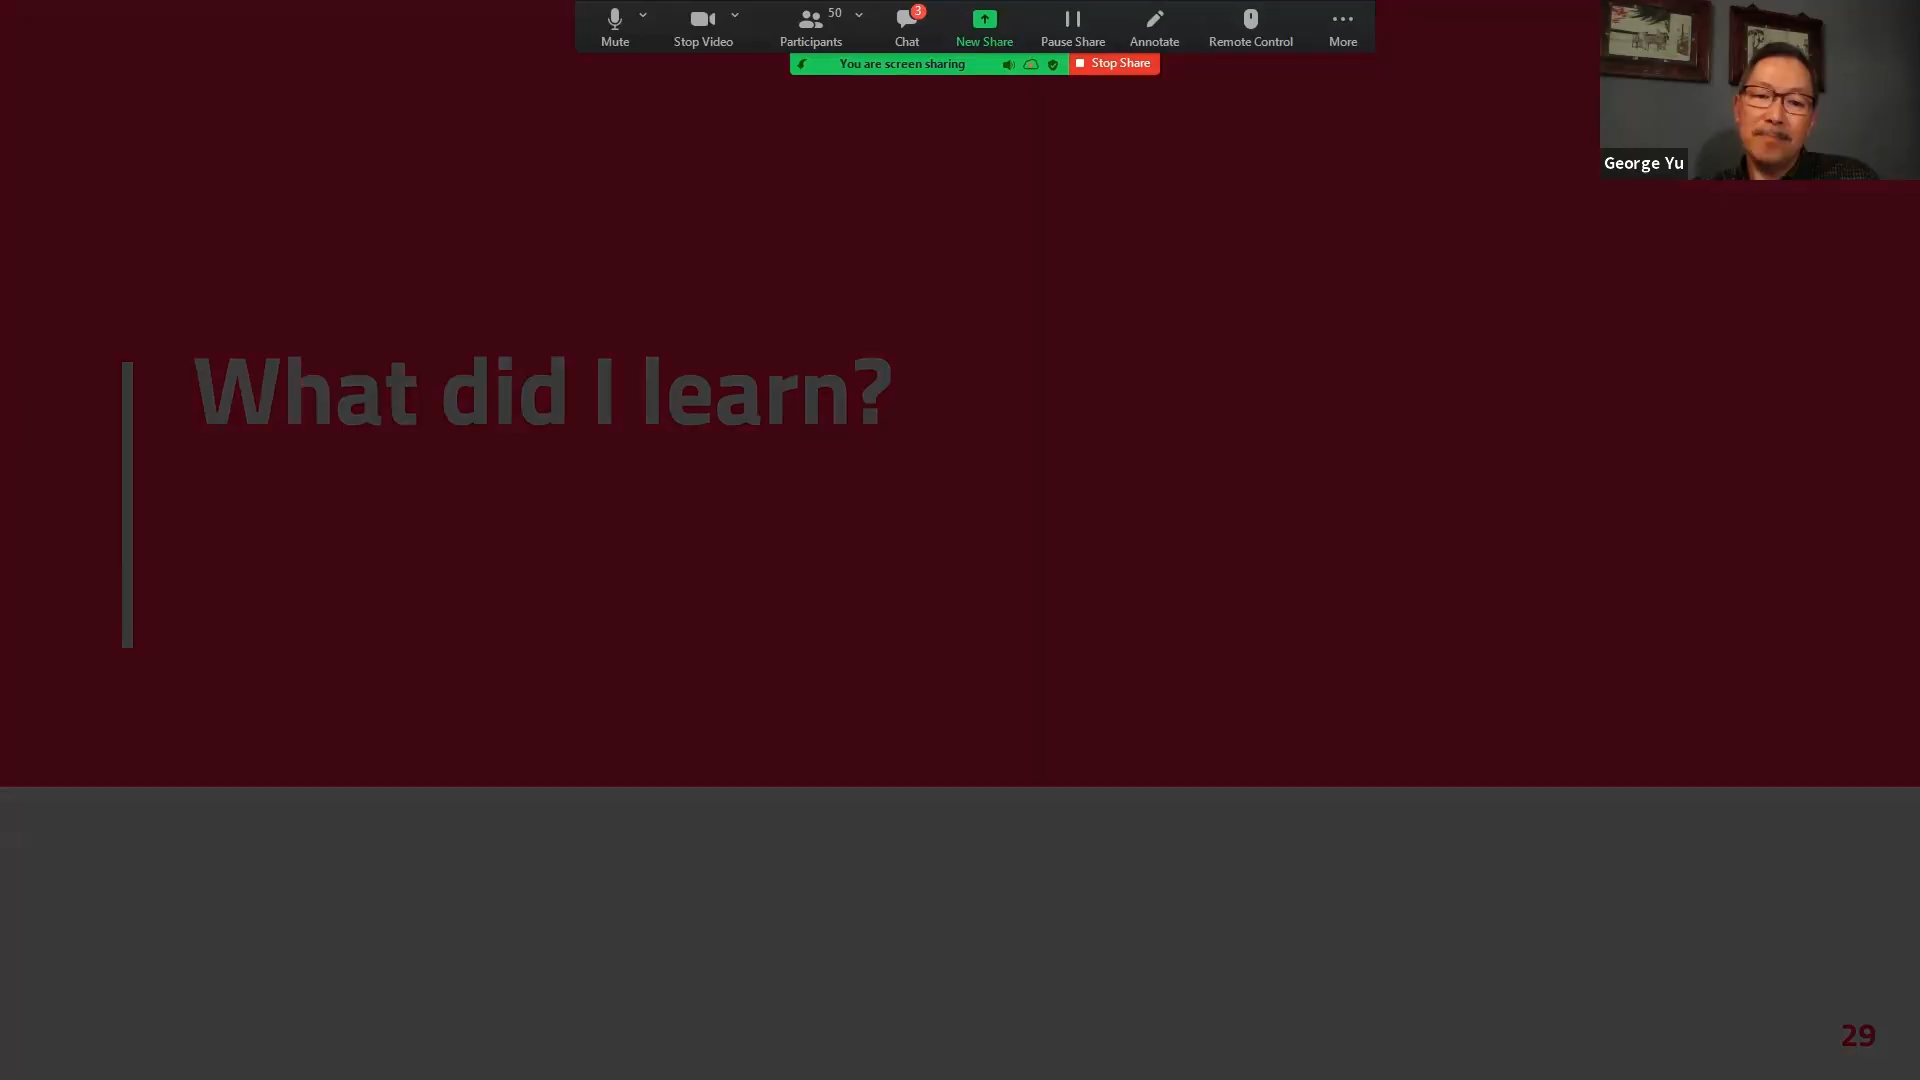 Mute
Stop Video
50
Participants
3
Chat
New Share
Pause Share
Annotate
Remote Control
More
You are screen sharing
Stop Share
George Yu
What did I learn?
29